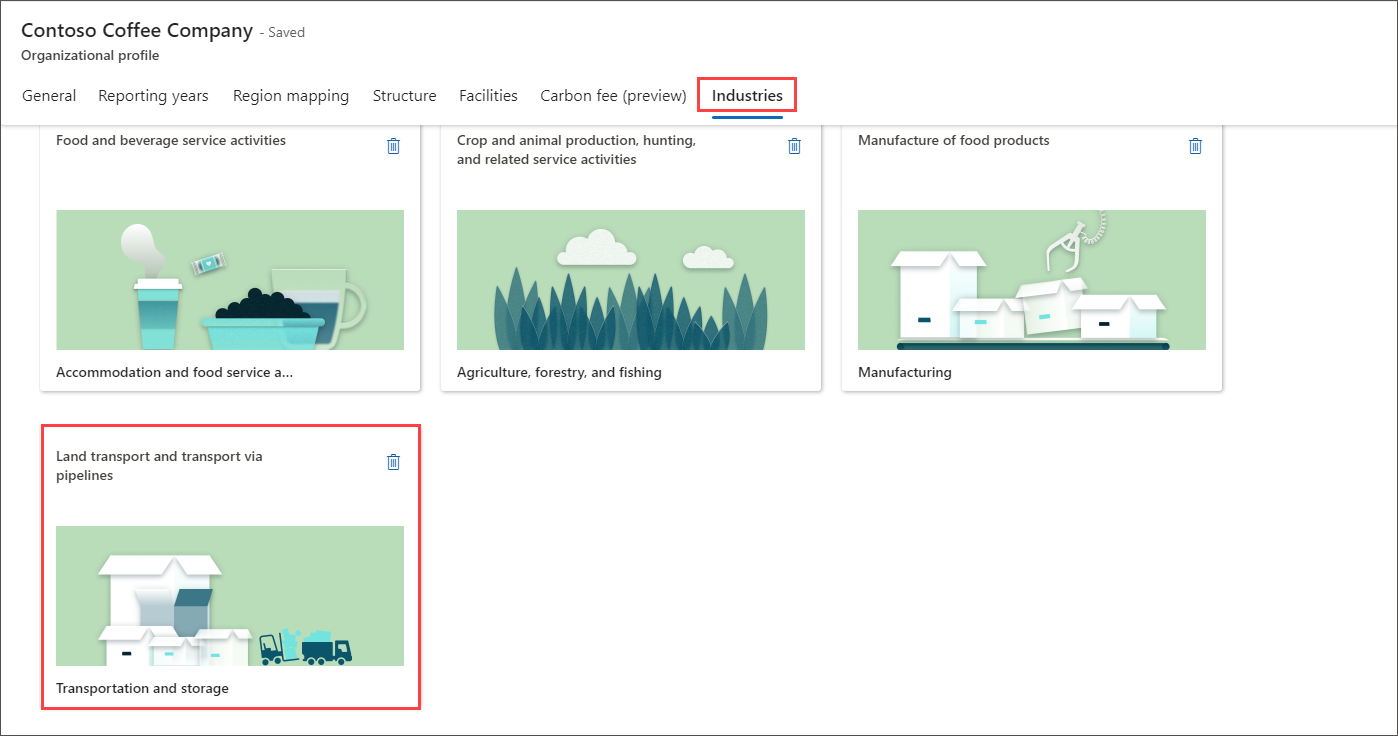 Contoso Coffee Company - Saved
Organizational profile
General Reporting years Region mapping Structure Facilities Carbon fee (preview) Industries
Food and beverage service activities
Crop and animal production, hunting,
and related service activities
Manufacture of food products
Accommodation and food service a...
Agriculture, forestry, and fishing
Manufacturing
Land transport and transport via
pipelines
Transportation and storage